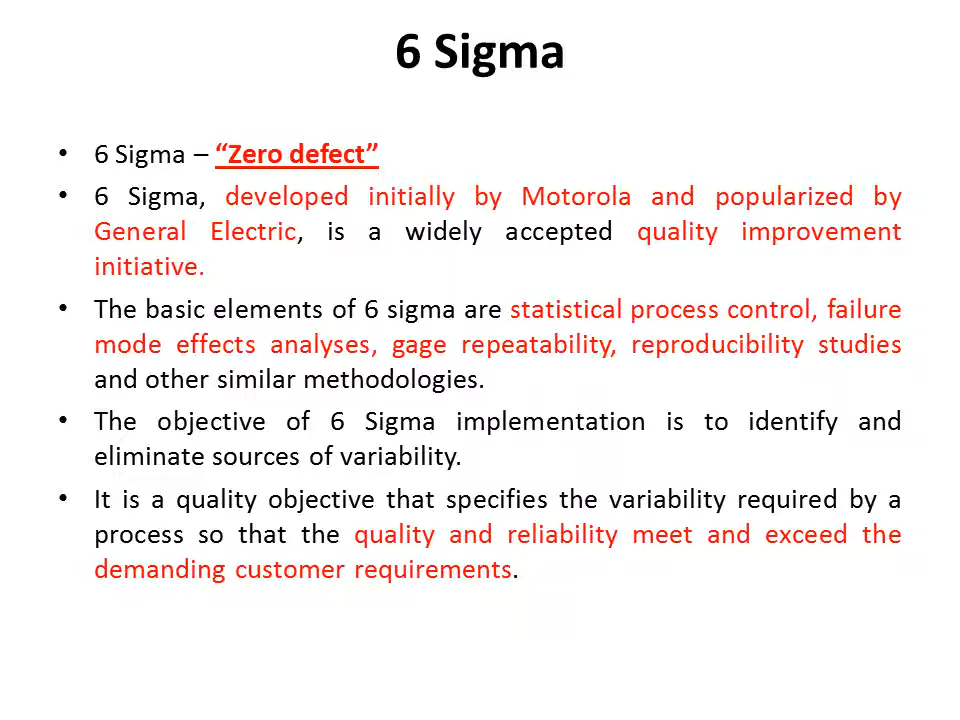 6 Sigma
• 6 Sigma – “Zero defect”
• 6 Sigma, developed initially by Motorola and popularized by
General Electric, is a widely accepted quality improvement
initiative.
• The basic elements of 6 sigma are statistical process control, failure
mode effects analyses, gage repeatability, reproducibility studies
and other similar methodologies.
• The objective of 6 Sigma implementation is to identify and
eliminate sources of variability.
• It is a quality objective that specifies the variability required by a
process so that the quality and reliability meet and exceed the
demanding customer requirements.